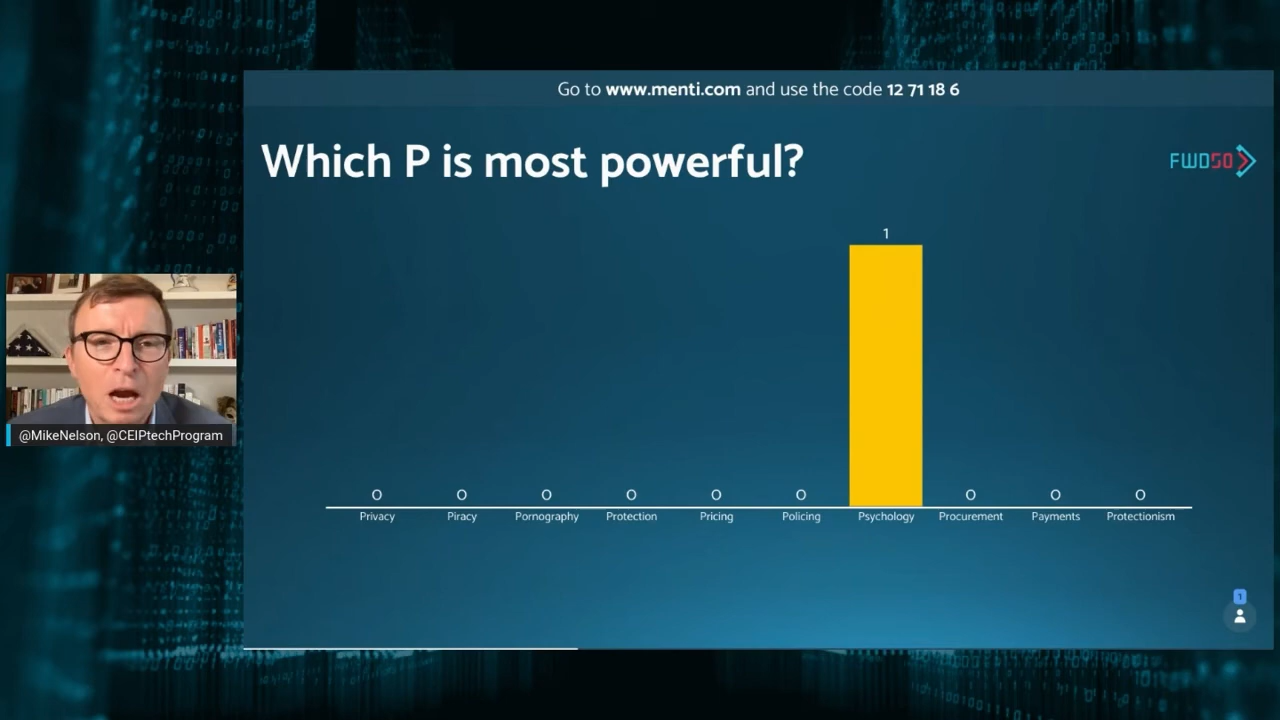 Go to www.menti.com and use the code 12 71 18 6
Which P is most powerful?
FWD50
1
0 0 0 0 0 0 0 0 0
Privacy Piracy Pornography Protection Pricing Policing Psychology Procurement Payments Protectionism
@MikeNelson, @CEIPtechProgram
1